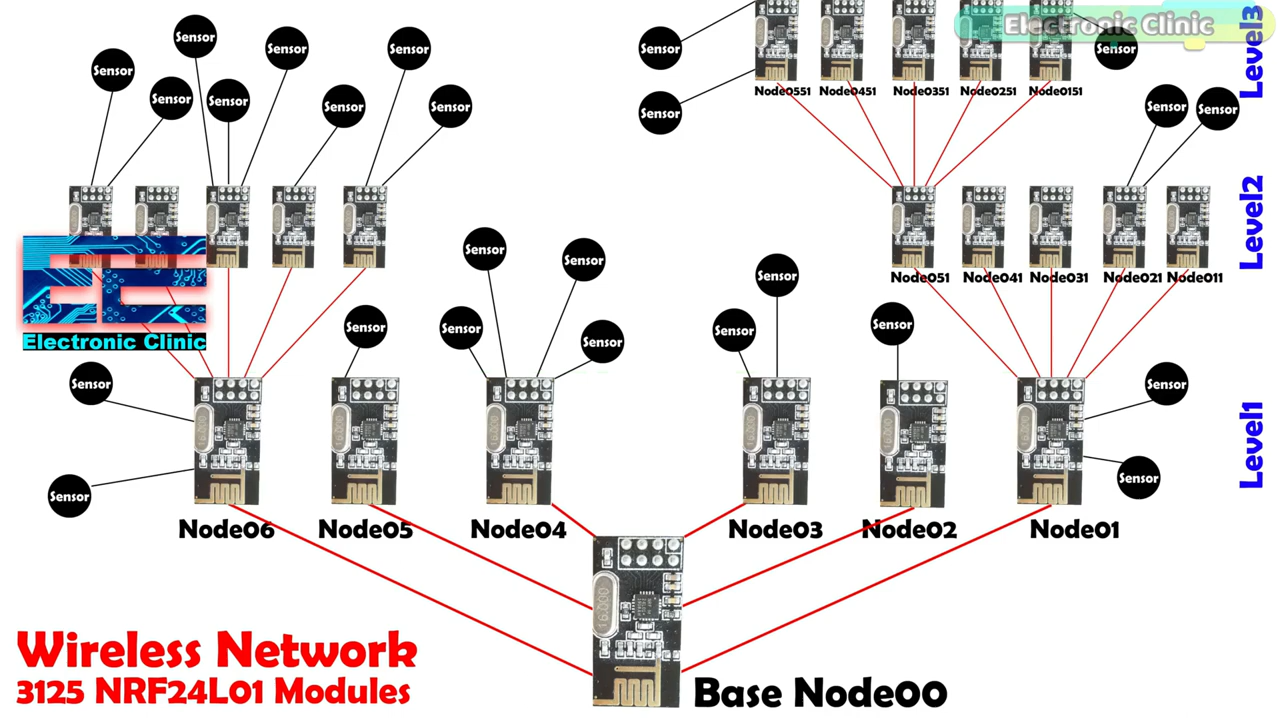 Electronic Clinic
Level3
Sensor
Sensor
Sensor
Sensor
Sensor
Sensor
Sensor
Sensor
Sensor
Sensor
Sensor
Node0551
Node0451
Node0351
Node0251
Node0151
Sensor
Sensor
Level2
Node051
Node041
Node031
Node021
Node011
Electronic Clinic
Sensor
Sensor
Sensor
Sensor
Sensor
Sensor
Sensor
Sensor
Sensor
Sensor
Sensor
Sensor
Level1
Node06
Node05
Node04
Node03
Node02
Node01
Wireless Network
3125 NRF24L01 Modules
Base Node00